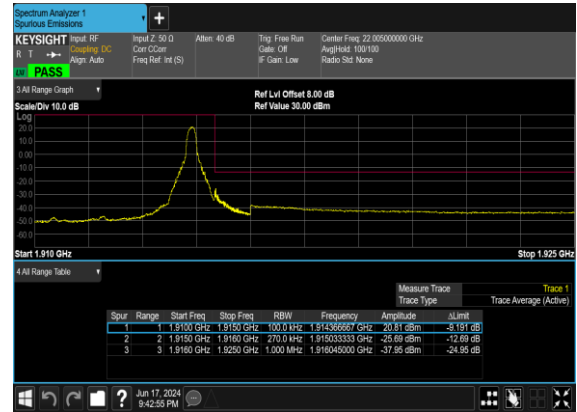 Spectrum Analyzer 1
Spurious Emissions
KEYSIGHT Input: RF Input Z: 50 Ω Atten: 40 dB Trig: Free Run Center Freq: 22.005000000 GHz
R T Coupling: DC Corr CCorr Gate: Off Avg|Hold: 100/100
Align: Auto Freq Ref: Int (S) IF Gain: Low Radio Std: None
PASS
3 All Range Graph
Ref Lvl Offset 8.00 dB
Scale/Div 10.0 dB Ref Value 30.00 dBm
Log
20.0
10.0
0.00
-10.0
-20.0
-30.0
-40.0
-50.0
-60.0
Start 1.910 GHz Stop 1.925 GHz
4 All Range Table
Measure Trace Trace 1
Trace Type Trace Average (Active)
Spur Range Start Freq Stop Freq RBW Frequency Amplitude ΔLimit
1 1 1.9100 GHz 1.9150 GHz 100.0 kHz 1.914366667 GHz 20.81 dBm -9.191 dB
2 2 1.9150 GHz 1.9160 GHz 270.0 kHz 1.915033333 GHz -25.69 dBm -12.69 dB
3 3 1.9160 GHz 1.9250 GHz 1.000 MHz 1.916045000 GHz -37.95 dBm -24.95 dB
Jun 17, 2024
9:42:55 PM